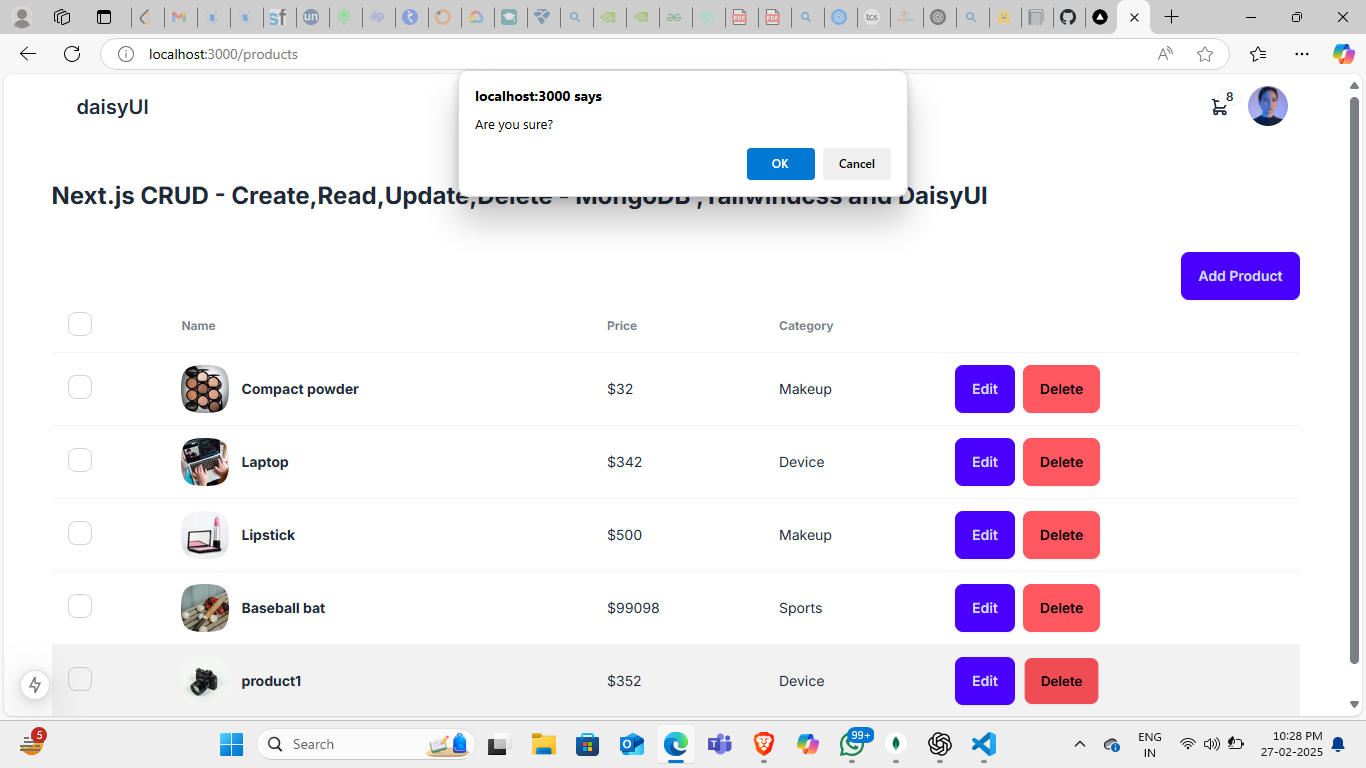 localhost:3000/products
localhost:3000 says
Are you sure?
OK Cancel
daisyUI
8
Next.js CRUD - Create,Read,Update,Delete - MongoDB ,Tailwindcss and DaisyUI
Add Product
Name Price Category
Compact powder $32 Makeup Edit Delete
Laptop $342 Device Edit Delete
Lipstick $500 Makeup Edit Delete
Baseball bat $99098 Sports Edit Delete
product1 $352 Device Edit Delete
5
Search
99+
ENG
IN
10:28 PM
27-02-2025